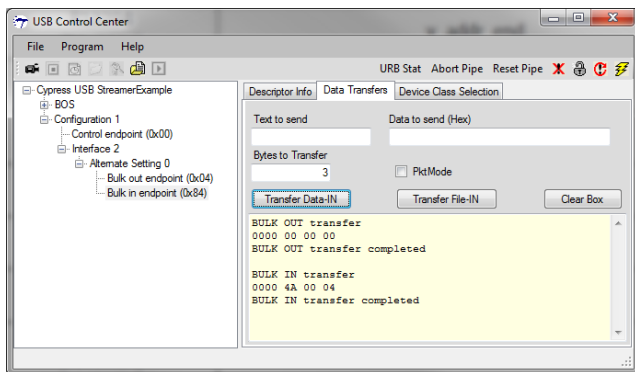 USB Control Center
File Program Help
URB Stat Abort Pipe Reset Pipe
Cypress USB StreamerExample
BOS
Configuration 1
Control endpoint (0x00)
Interface 2
Alternate Setting 0
Bulk out endpoint (0x04)
Bulk in endpoint (0x84)
Descriptor Info Data Transfers Device Class Selection
Text to send Data to send (Hex)
Bytes to Transfer
3 PktMode
Transfer Data-IN Transfer File-IN Clear Box
BULK OUT transfer
0000 00 00 00
BULK OUT transfer completed
BULK IN transfer
0000 4A 00 04
BULK IN transfer completed